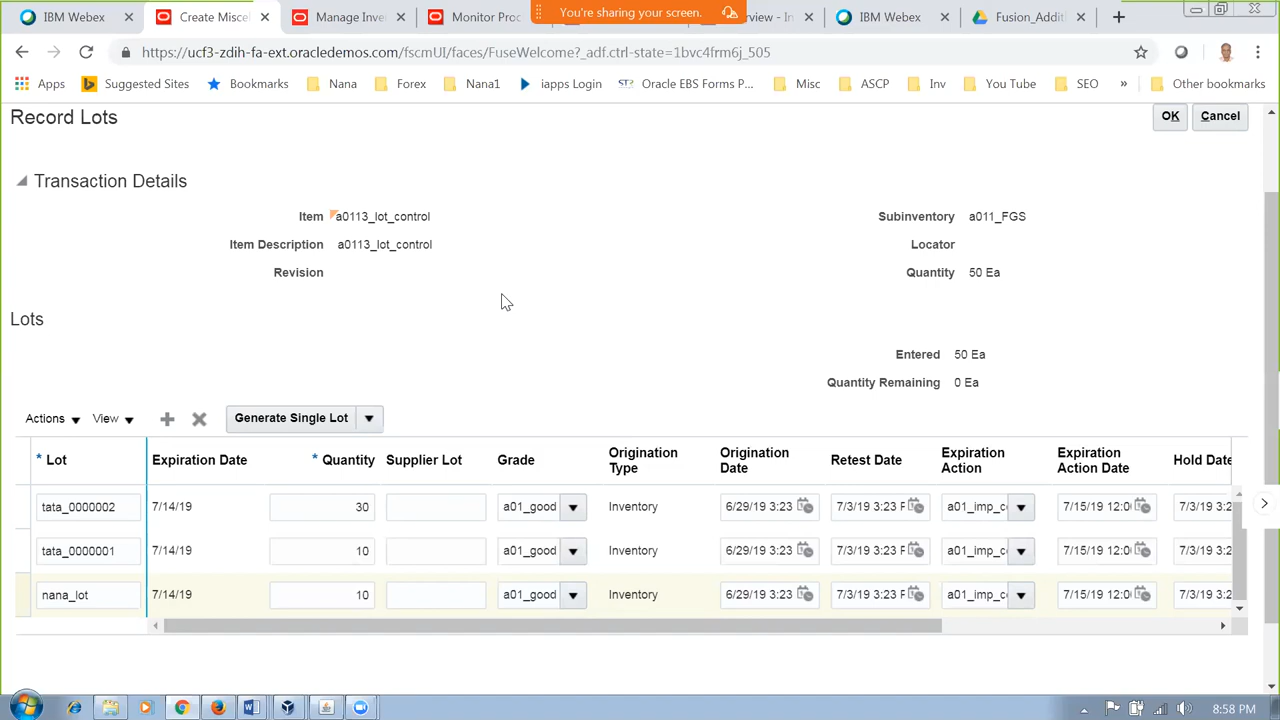 You're sharing your screen.
IBM Webex
Create Misce
Manage Inve
Monitor Proc
rview - In
IBM Webex
Fusion_Addit
https://ucf3-zdih-fa-ext.oracledemos.com/fscmUI/faces/FuseWelcome?_adf.ctrl-state=1bvc4frm6j_505
Apps
Suggested Sites
Bookmarks
Nana
Forex
Nana1
iapps Login
Oracle EBS Forms P...
Misc
ASCP
Inv
You Tube
SEO
»
Other bookmarks
Record Lots
OK
Cancel
Transaction Details
Item a0113_lot_control
Subinventory a011_FGS
Item Description a0113_lot_control
Locator
Revision
Quantity 50 Ea
Lots
Entered 50 Ea
Quantity Remaining 0 Ea
Actions View Generate Single Lot
* Lot Expiration Date * Quantity Supplier Lot Grade Origination Type Origination Date Retest Date Expiration Action Expiration Action Date Hold Date
tata_0000002 7/14/19 30 a01_good Inventory 6/29/19 3:23 7/3/19 3:23 P a01_imp_c 7/15/19 12:0 7/3/19 3:2
tata_0000001 7/14/19 10 a01_good Inventory 6/29/19 3:23 7/3/19 3:23 P a01_imp_c 7/15/19 12:0 7/3/19 3:2
nana_lot 7/14/19 10 a01_good Inventory 6/29/19 3:23 7/3/19 3:23 P a01_imp_c 7/15/19 12:0 7/3/19 3:2
8:58 PM